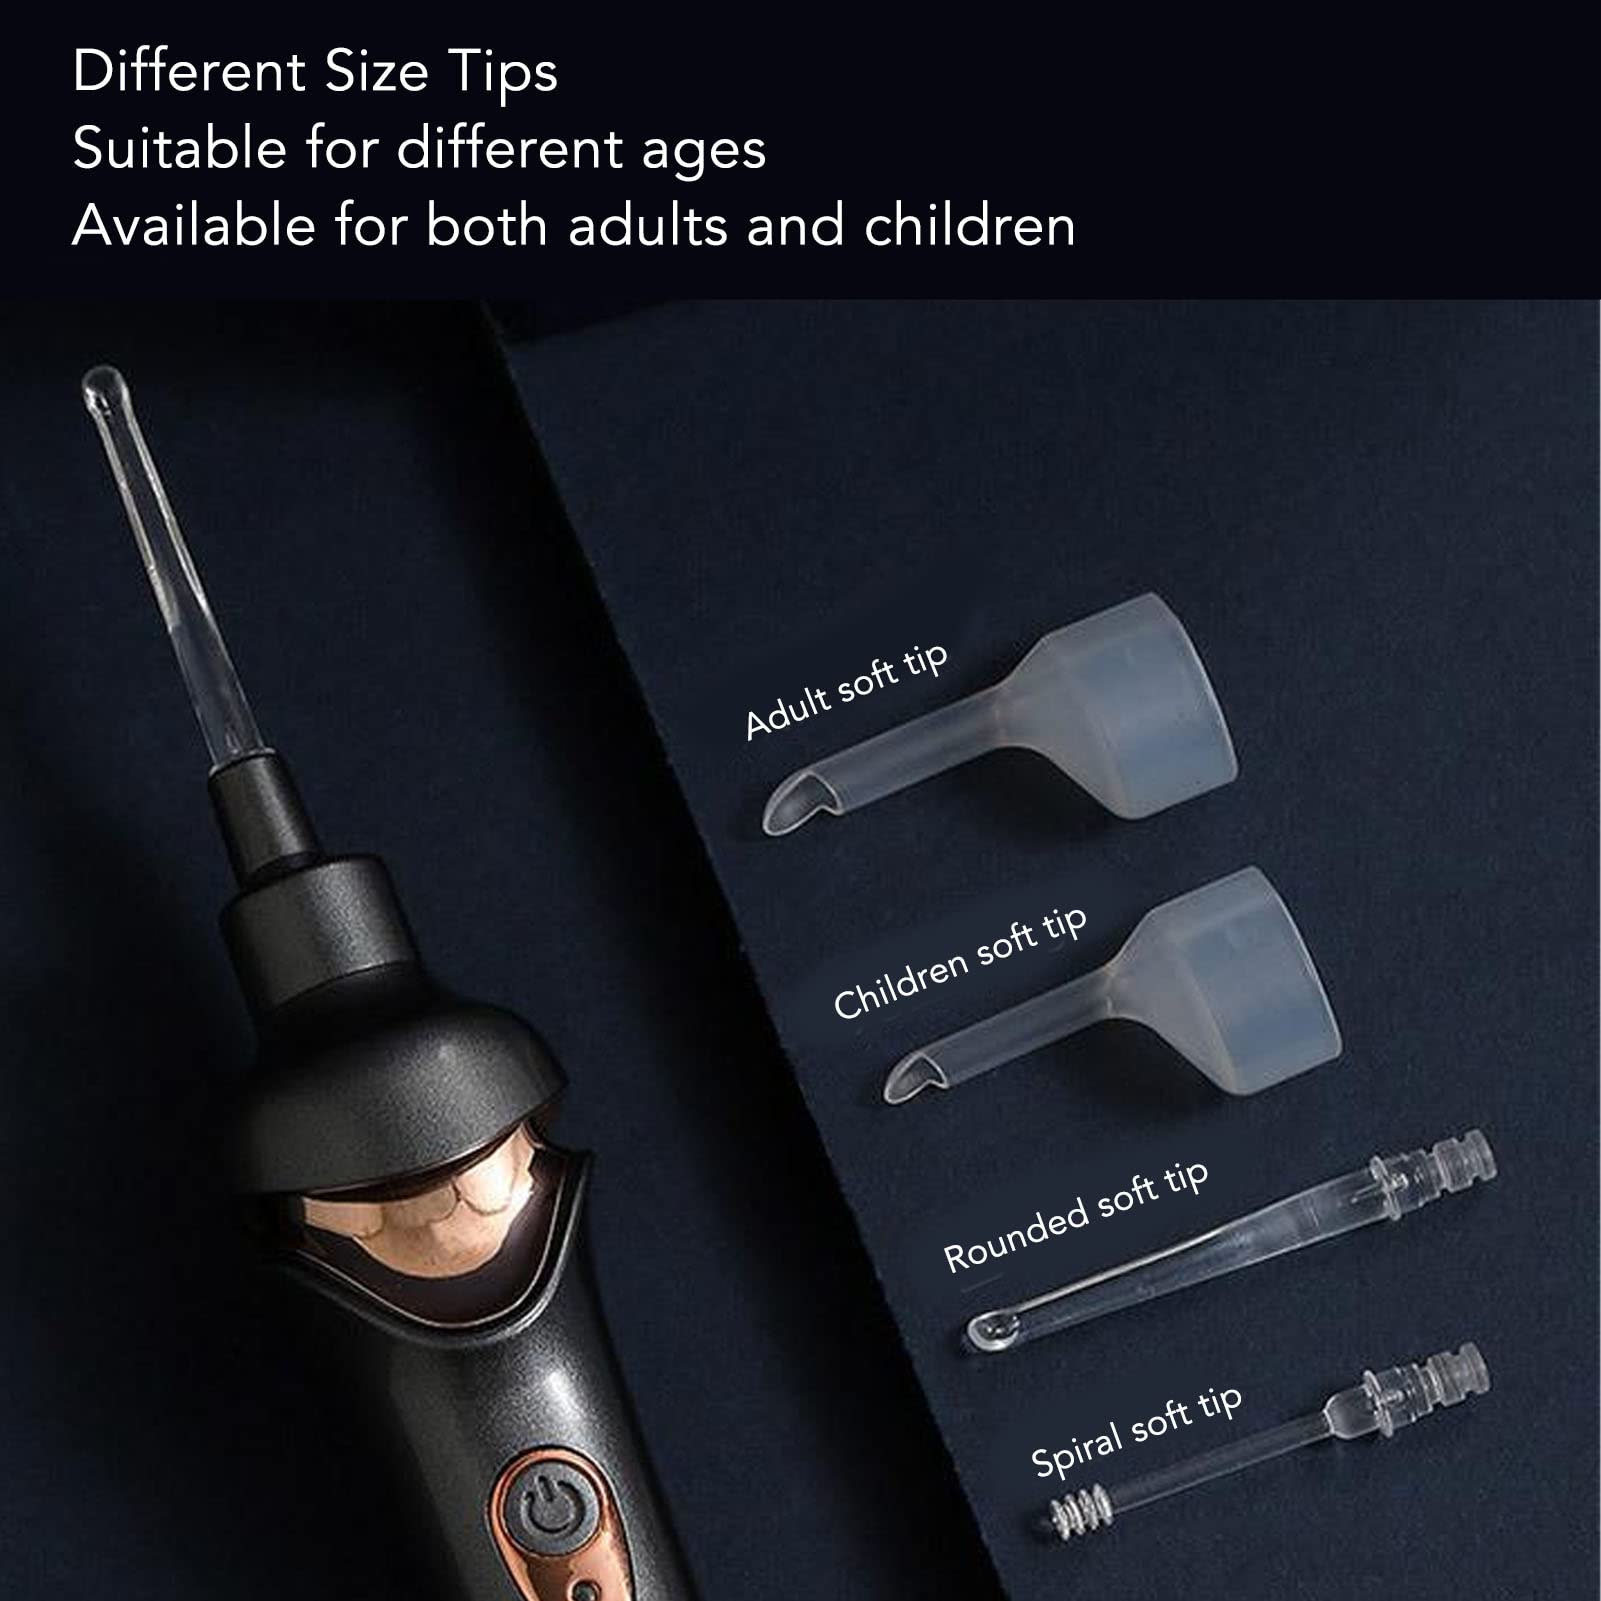 Different Size Tips
Suitable for different ages
Available for both adults and children
Adult soft tip
Children soft tip
Rounded soft tip
Spiral soft tip